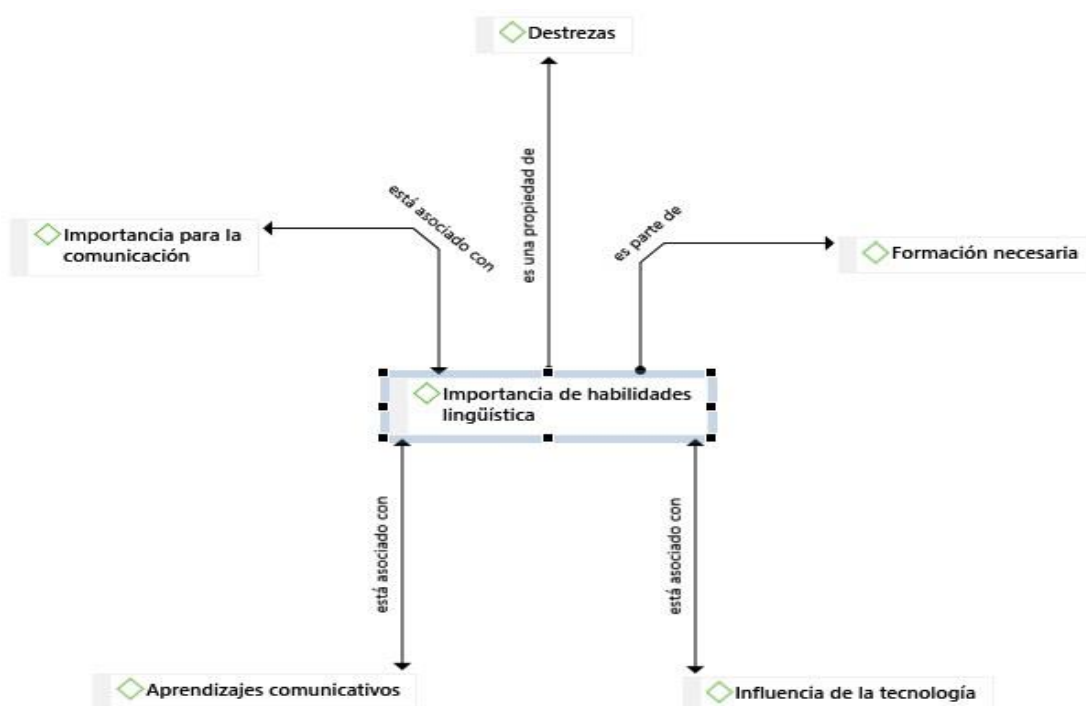 Destrezas
está asociado con
es una propiedad de
es parte de
Importancia para la
comunicación
Formación necesaria
Importancia de habilidades
lingüística
está asociado con
está asociado con
Aprendizajes comunicativos
Influencia de la tecnología